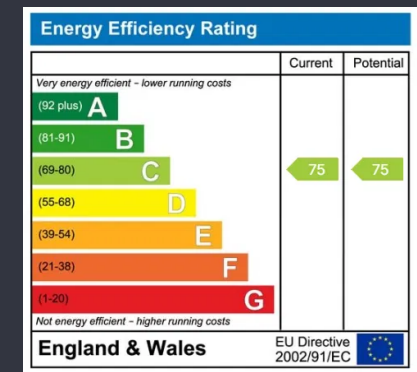 Energy Efficiency Rating
Current Potential
Very energy efficient – lower running costs
(92 plus) A
(81-91) B
(69-80) C 75 75
(55-68) D
(39-54) E
(21-38) F
(1-20) G
Not energy efficient – higher running costs
England & Wales
EU Directive
2002/91/EC